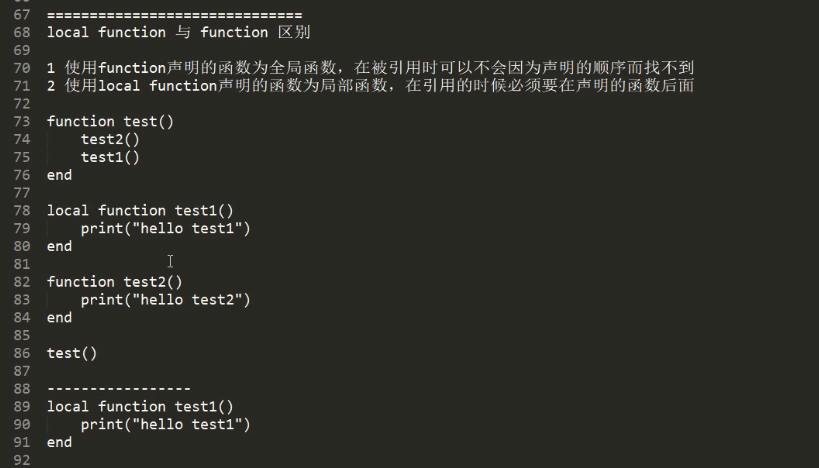 67 ==============================
68 local function 与 function 区别
69
70 1 使用function声明的函数为全局函数，在被引用时可以不会因为声明的顺序而找不到
71 2 使用local function声明的函数为局部函数，在引用的时候必须要在声明的函数后面
72
73 function test()
74     test2()
75     test1()
76 end
77
78 local function test1()
79     print("hello test1")
80 end
81
82 function test2()
83     print("hello test2")
84 end
85
86 test()
87
88 -----------------
89 local function test1()
90     print("hello test1")
91 end
92